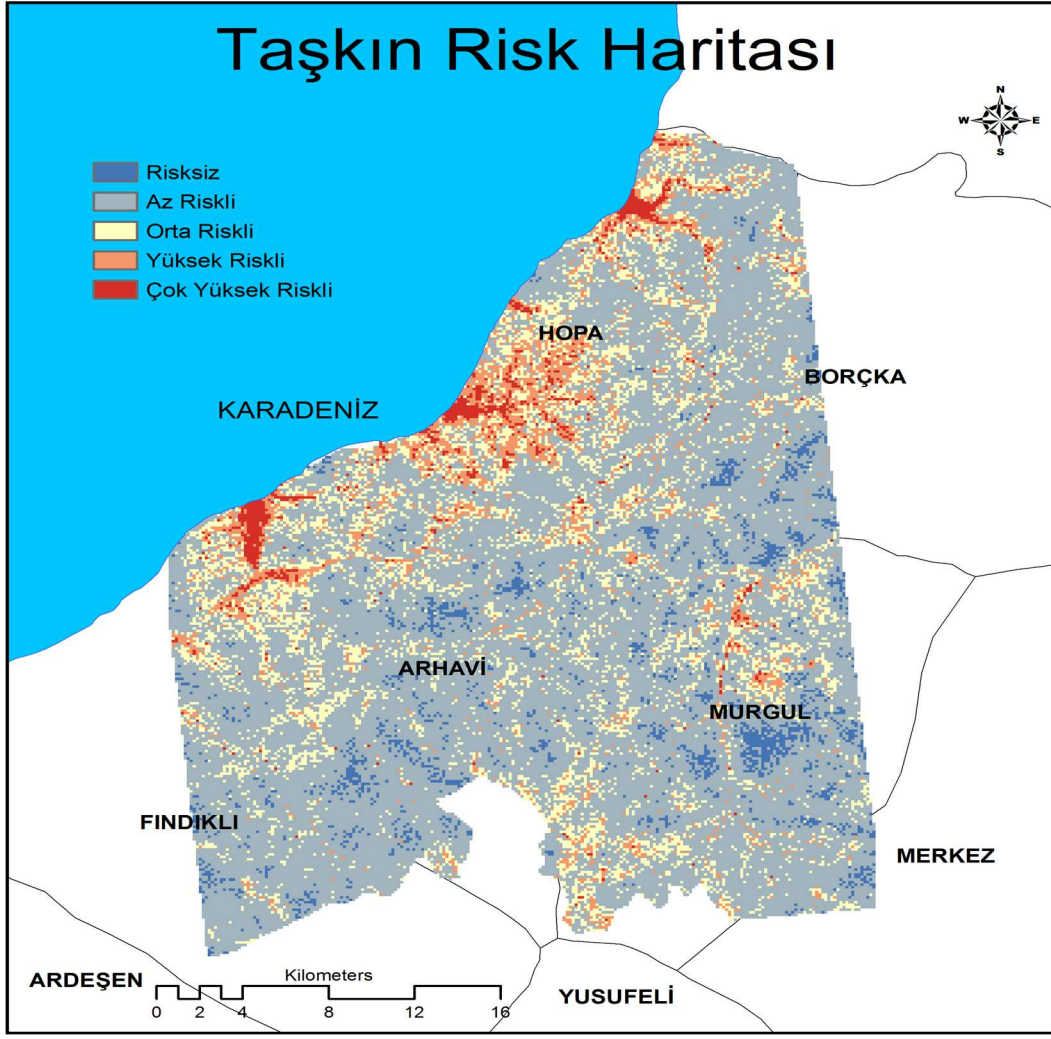 Taşkın Risk Haritası
N
W E
S
Risksiz
Az Riskli
Orta Riskli
Yüksek Riskli
Çok Yüksek Riskli
HOPA
BORÇKA
KARADENİZ
ARHAVİ
MURGUL
FINDIKLI
MERKEZ
ARDEŞEN
Kilometers
0 2 4 8 12 16
YUSUFELİ